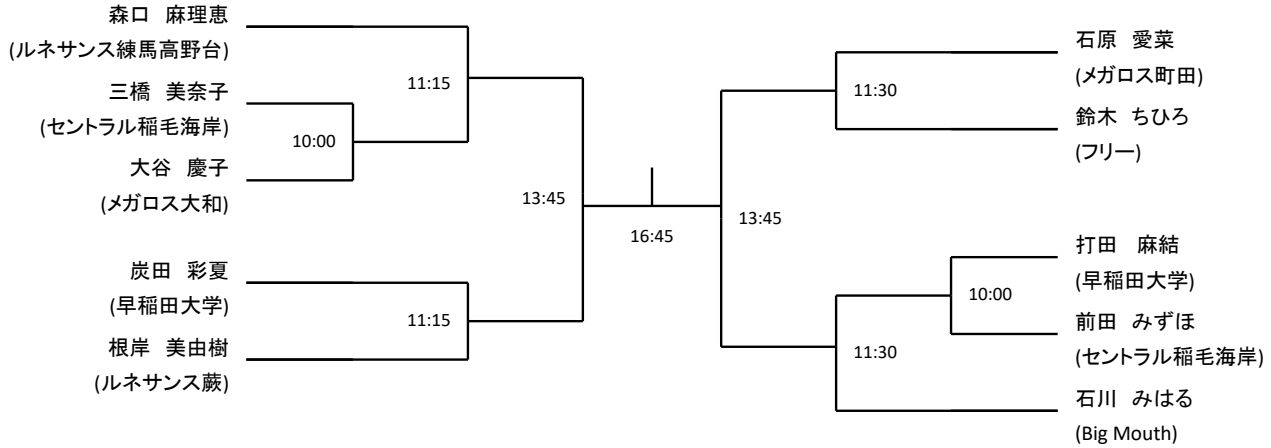 森口　麻理恵
(ルネサンス練馬高野台)
三橋　美奈子
(セントラル稲毛海岸)
大谷　慶子
(メガロス大和)
炭田　彩夏
(早稲田大学)
根岸　美由樹
(ルネサンス蕨)
11:15
10:00
13:45
11:15
16:45
石原　愛菜
(メガロス町田)
鈴木　ちひろ
(フリー)
打田　麻結
(早稲田大学)
前田　みずほ
(セントラル稲毛海岸)
石川　みはる
(Big Mouth)
11:30
13:45
10:00
11:30